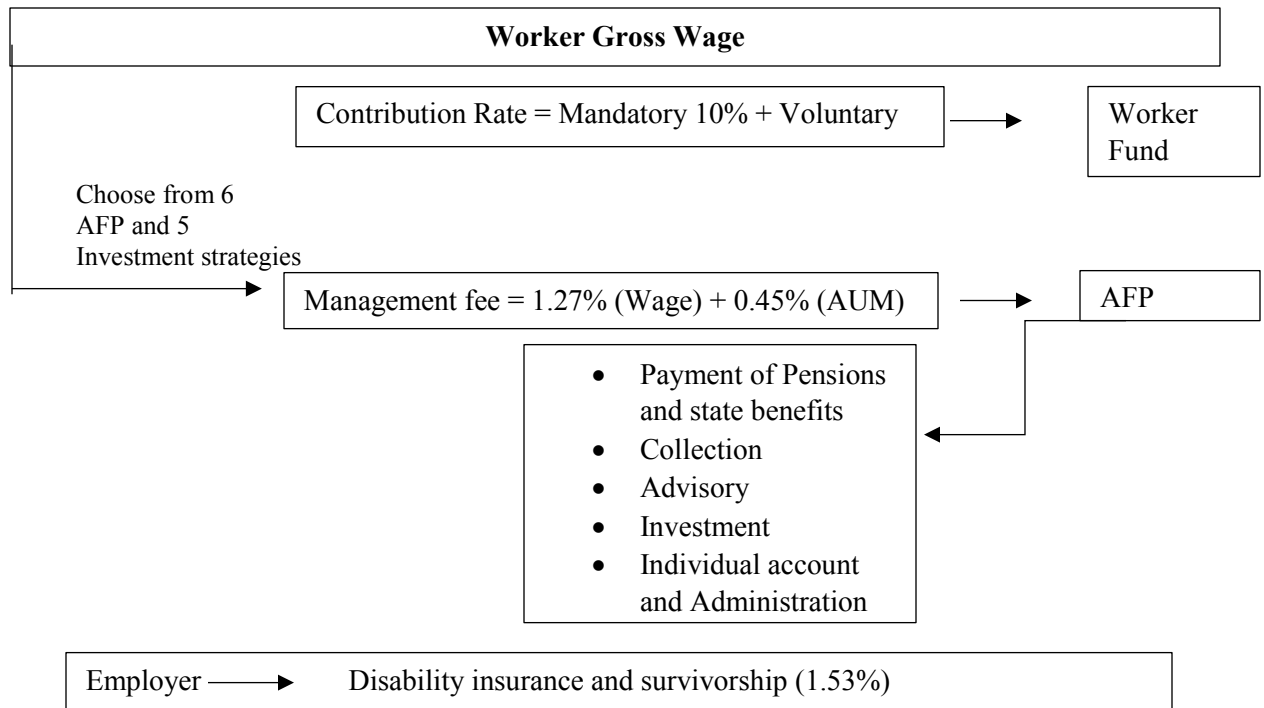 Worker Gross Wage
Contribution Rate = Mandatory 10% + Voluntary
Worker
Fund
Choose from 6
AFP and 5
Investment strategies
Management fee = 1.27% (Wage) + 0.45% (AUM)
AFP
• Payment of Pensions
and state benefits
• Collection
• Advisory
• Investment
• Individual account
and Administration
Employer
Disability insurance and survivorship (1.53%)